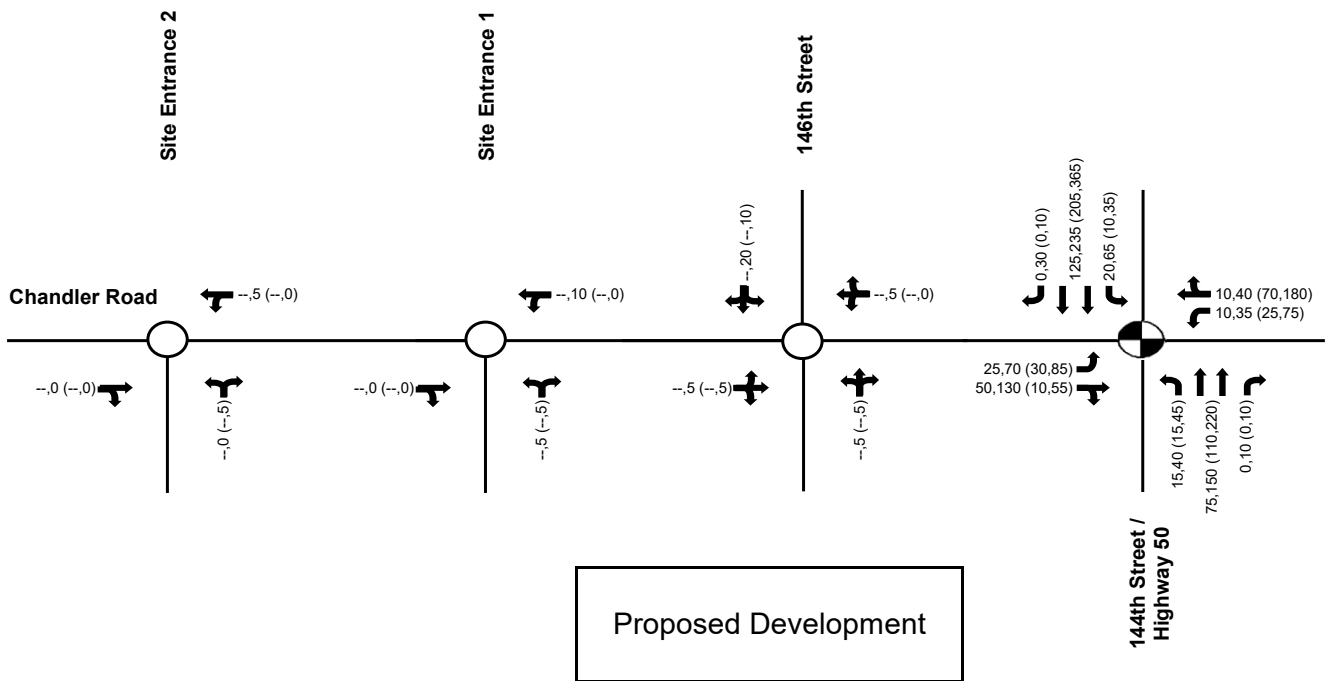 Site Entrance 2
Site Entrance 1
146th Street
--,20 (--,10)
0,30 (0,10)
125,235 (205,365)
20,65 (10,35)
Chandler Road
--,5 (--,0)
--,10 (--,0)
--,5 (--,0)
10,40 (70,180)
10,35 (25,75)
25,70 (30,85)
--,0 (--,0)
--,0 (--,5)
--,0 (--,0)
--,5 (--,5)
--,5 (--,5)
--,5 (--,5)
50,130 (10,55)
15,40 (15,45)
75,150 (110,220)
0,10 (0,10)
144th Street /
Highway 50
Proposed Development